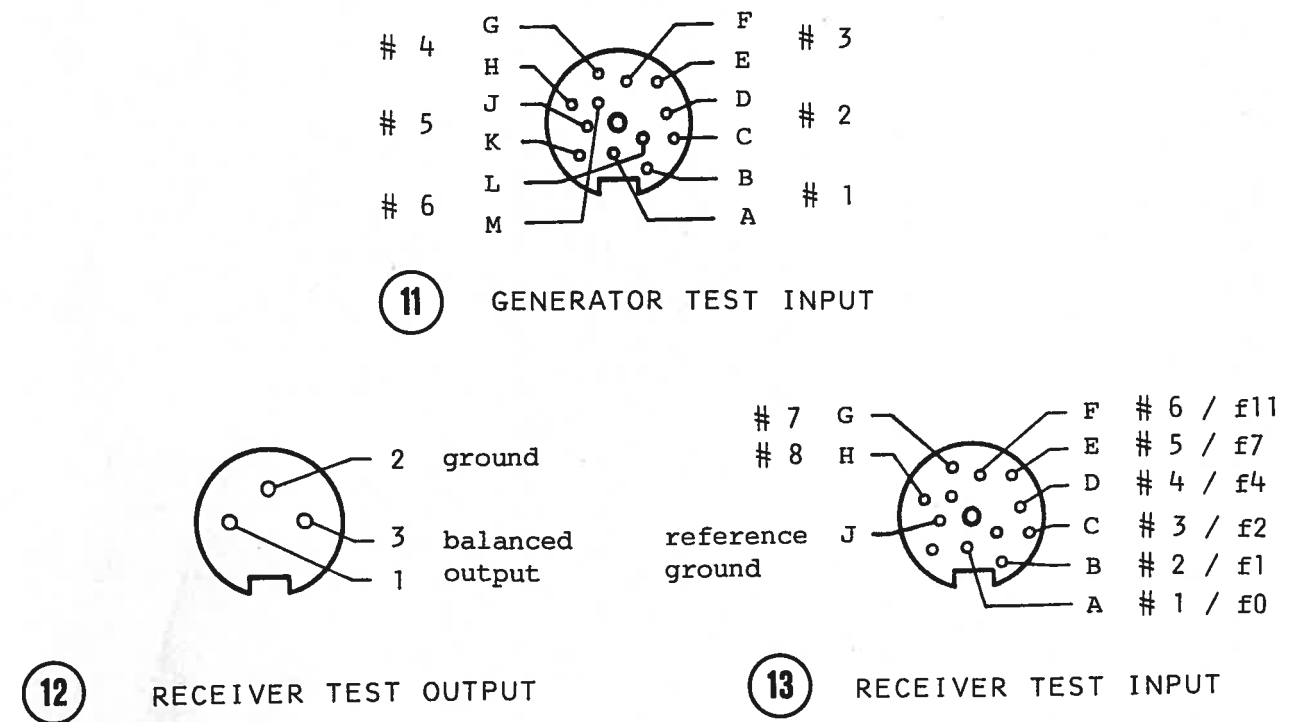 G F
# 4 # 3
H E
J D
# 5 # 2
K C
L B
# 6 # 1
M A
11 GENERATOR TEST INPUT
# 7 G F # 6 / f11
# 8 H E # 5 / f7
2 ground
D # 4 / f4
3 balanced
1 output
reference J
ground
C # 3 / f2
B # 2 / f1
A # 1 / f0
12 RECEIVER TEST OUTPUT
13 RECEIVER TEST INPUT